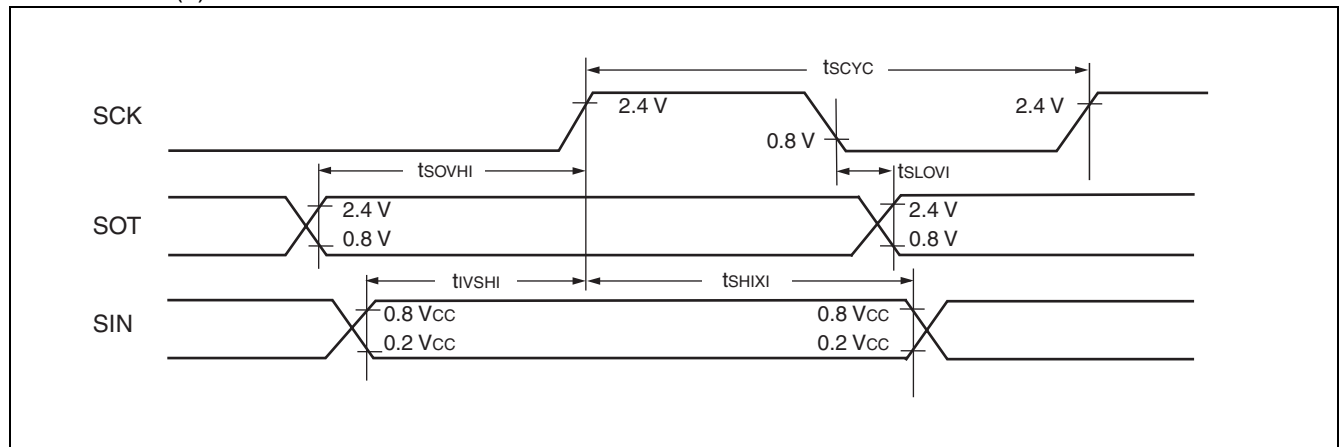 tSCYC
SCK
2.4 V
2.4 V
0.8 V
tSOVHI
tSLOVI
SOT
2.4 V
2.4 V
0.8 V
0.8 V
tIVSHI
tSHIXI
SIN
0.8 VCC
0.8 VCC
0.2 VCC
0.2 VCC